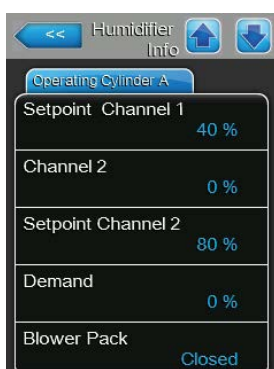 << Humidifier
Info
Operating Cylinder A
Setpoint Channel 1
40 %
Channel 2
0 %
Setpoint Channel 2
80 %
Demand
0 %
Blower Pack
Closed